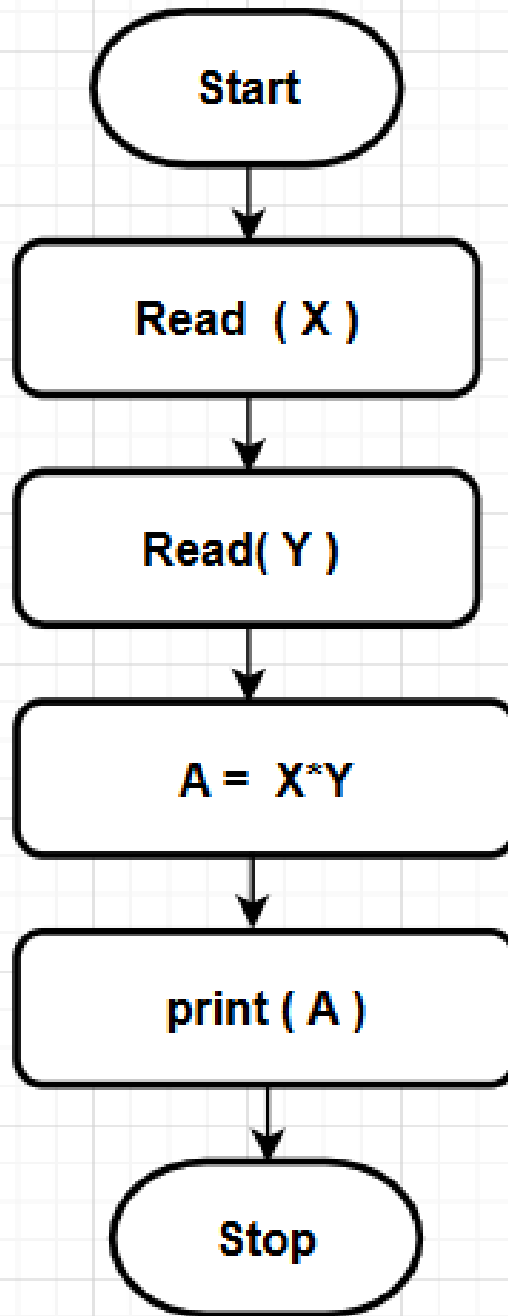 Start
Read ( X )
Read( Y )
A = X*Y
print ( A )
Stop